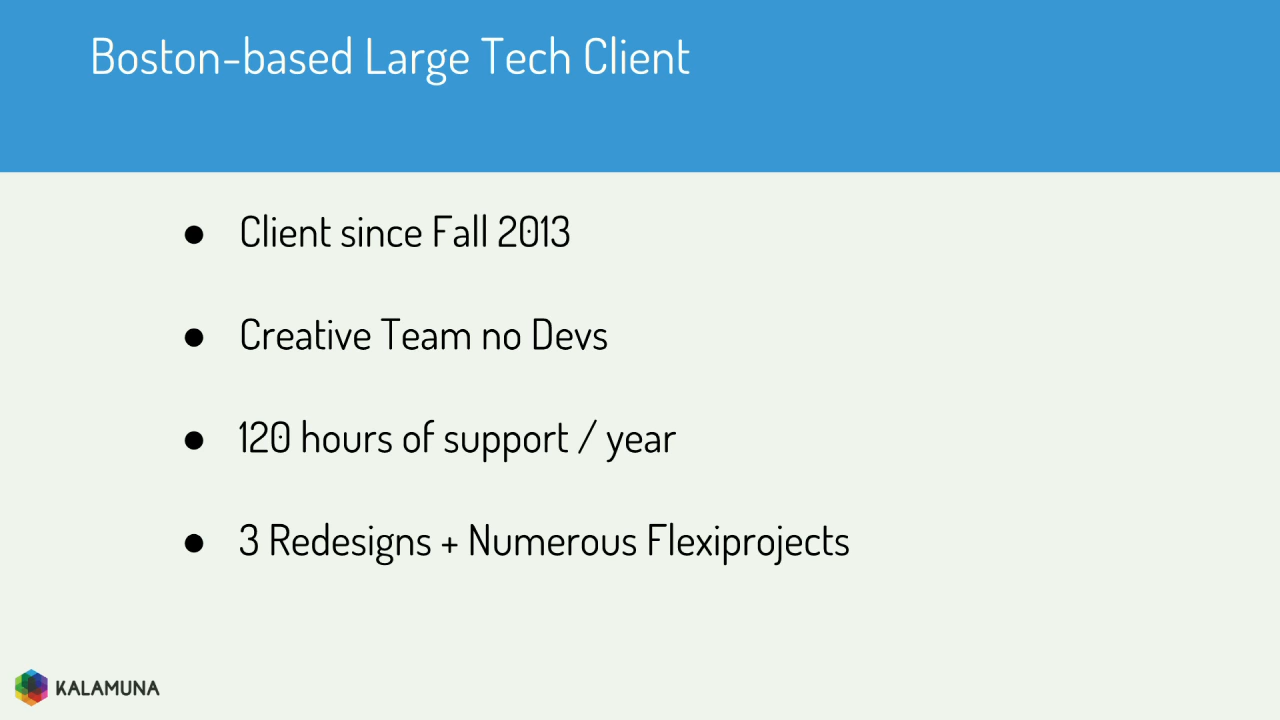 Boston-based Large Tech Client
● Client since Fall 2013
● Creative Team no Devs
● 120 hours of support / year
● 3 Redesigns + Numerous Flexiprojects
KALAMUNA